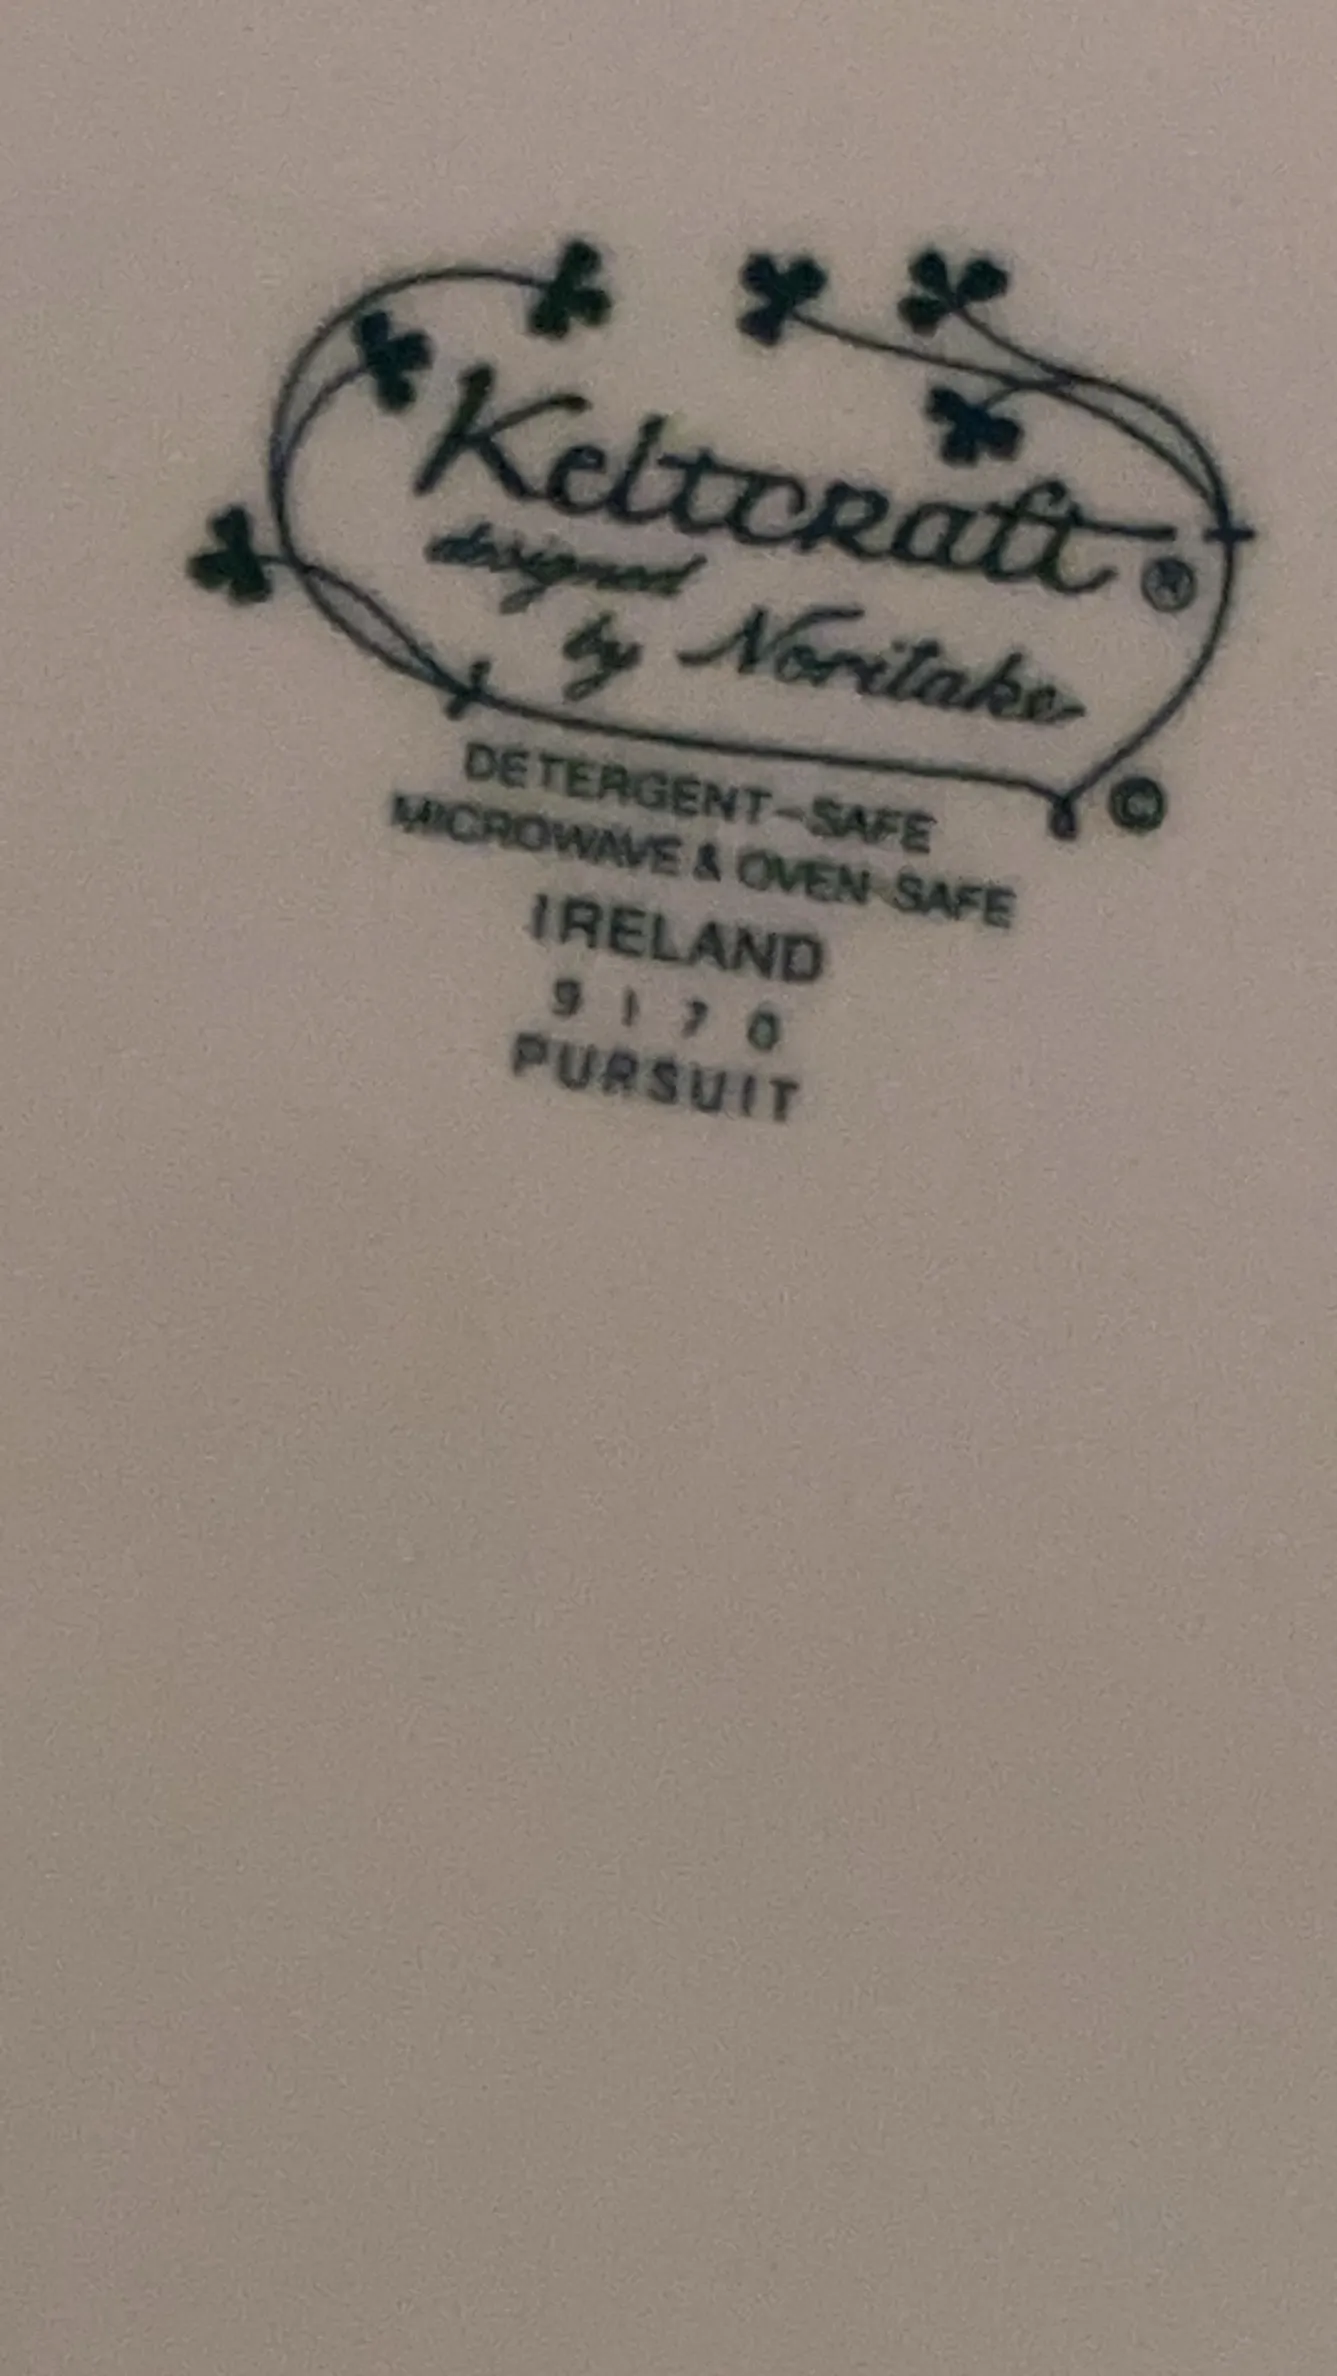 Keltcraft ®
designed
by Noritake
©
DETERGENT-SAFE
MICROWAVE & OVEN-SAFE
IRELAND
9170
PURSUIT